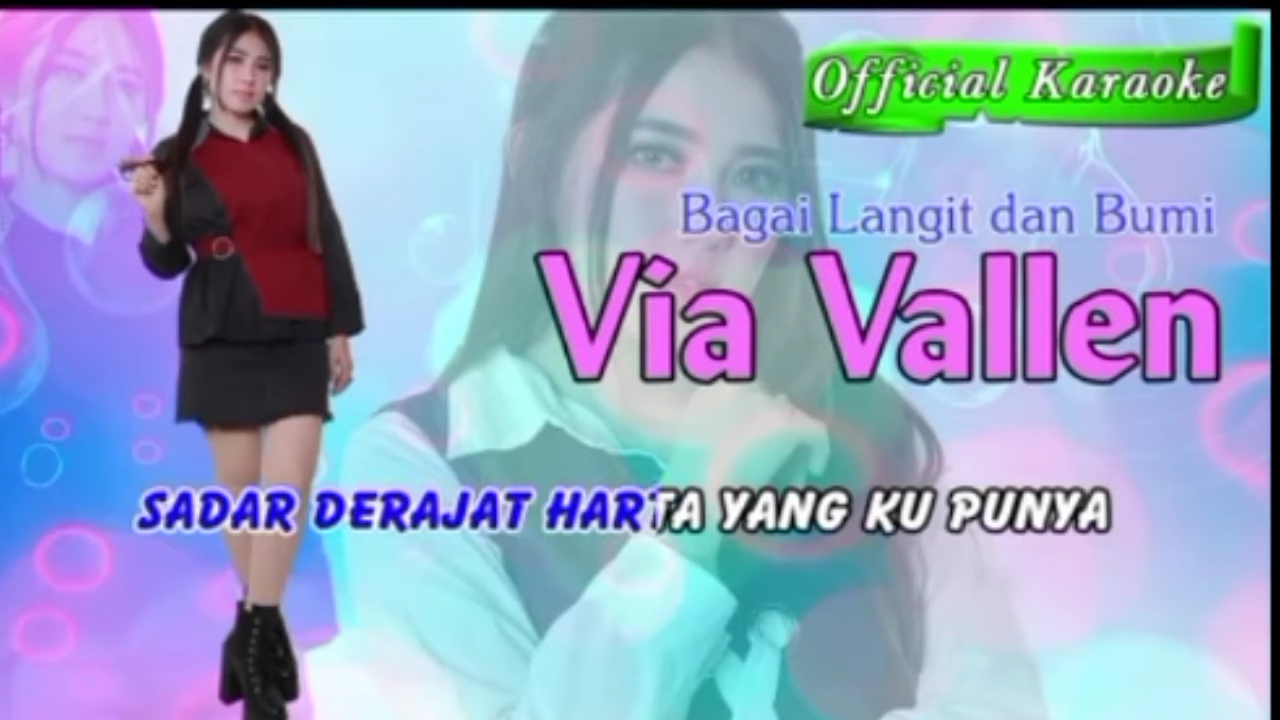 Official Karaoke
Bagai Langit dan Bumi
Via Vallen
SADAR DERAJAT HARTA YANG KU PUNYA